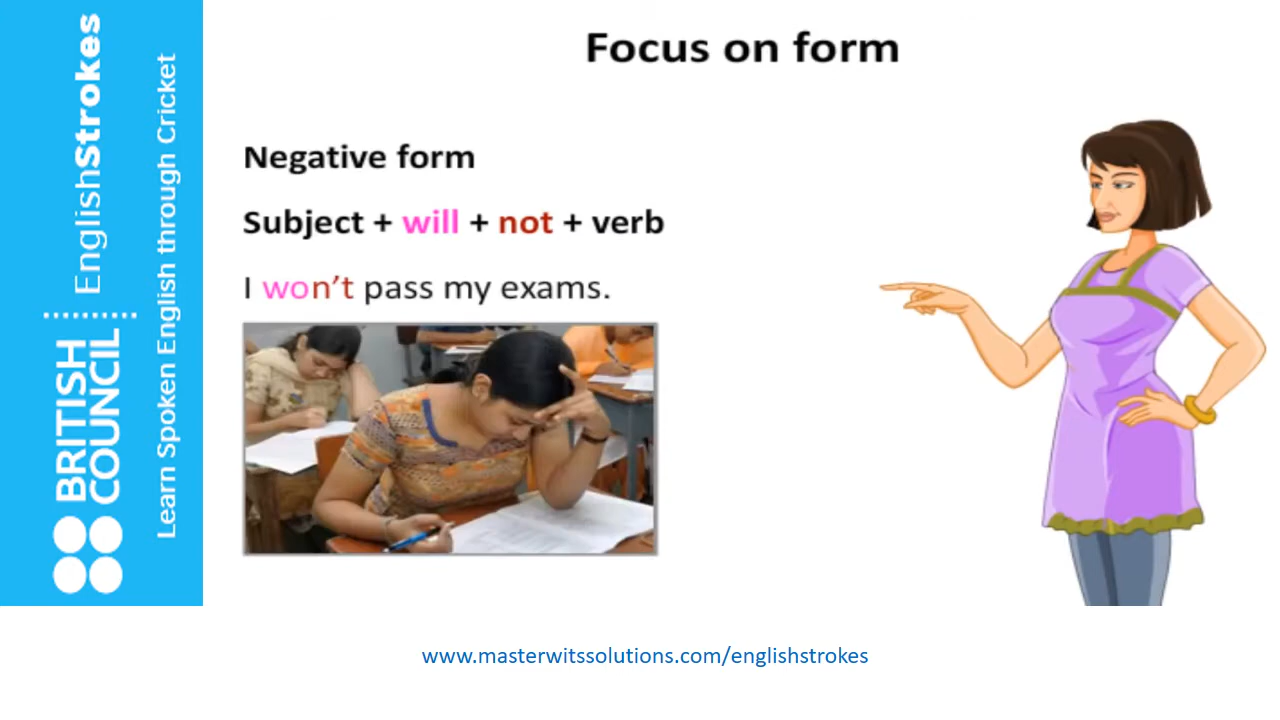 BRITISH COUNCIL EnglishStrokes
Learn Spoken English through Cricket
Focus on form
Negative form
Subject + will + not + verb
I won't pass my exams.
www.masterwitssolutions.com/englishstrokes